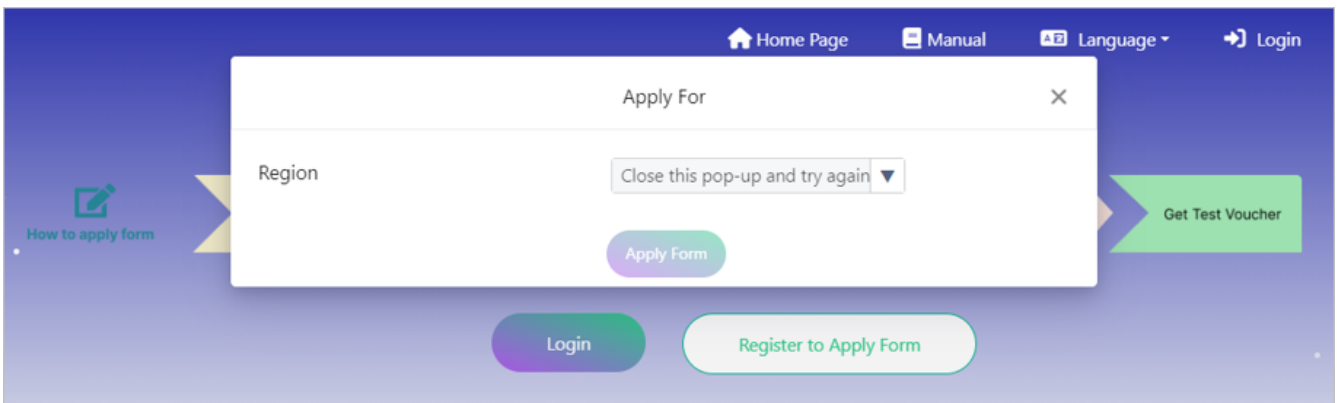 Home Page
Manual
Language
Login
Apply For
Region
Close this pop-up and try again
How to apply form
Get Test Voucher
Apply Form
Login
Register to Apply Form